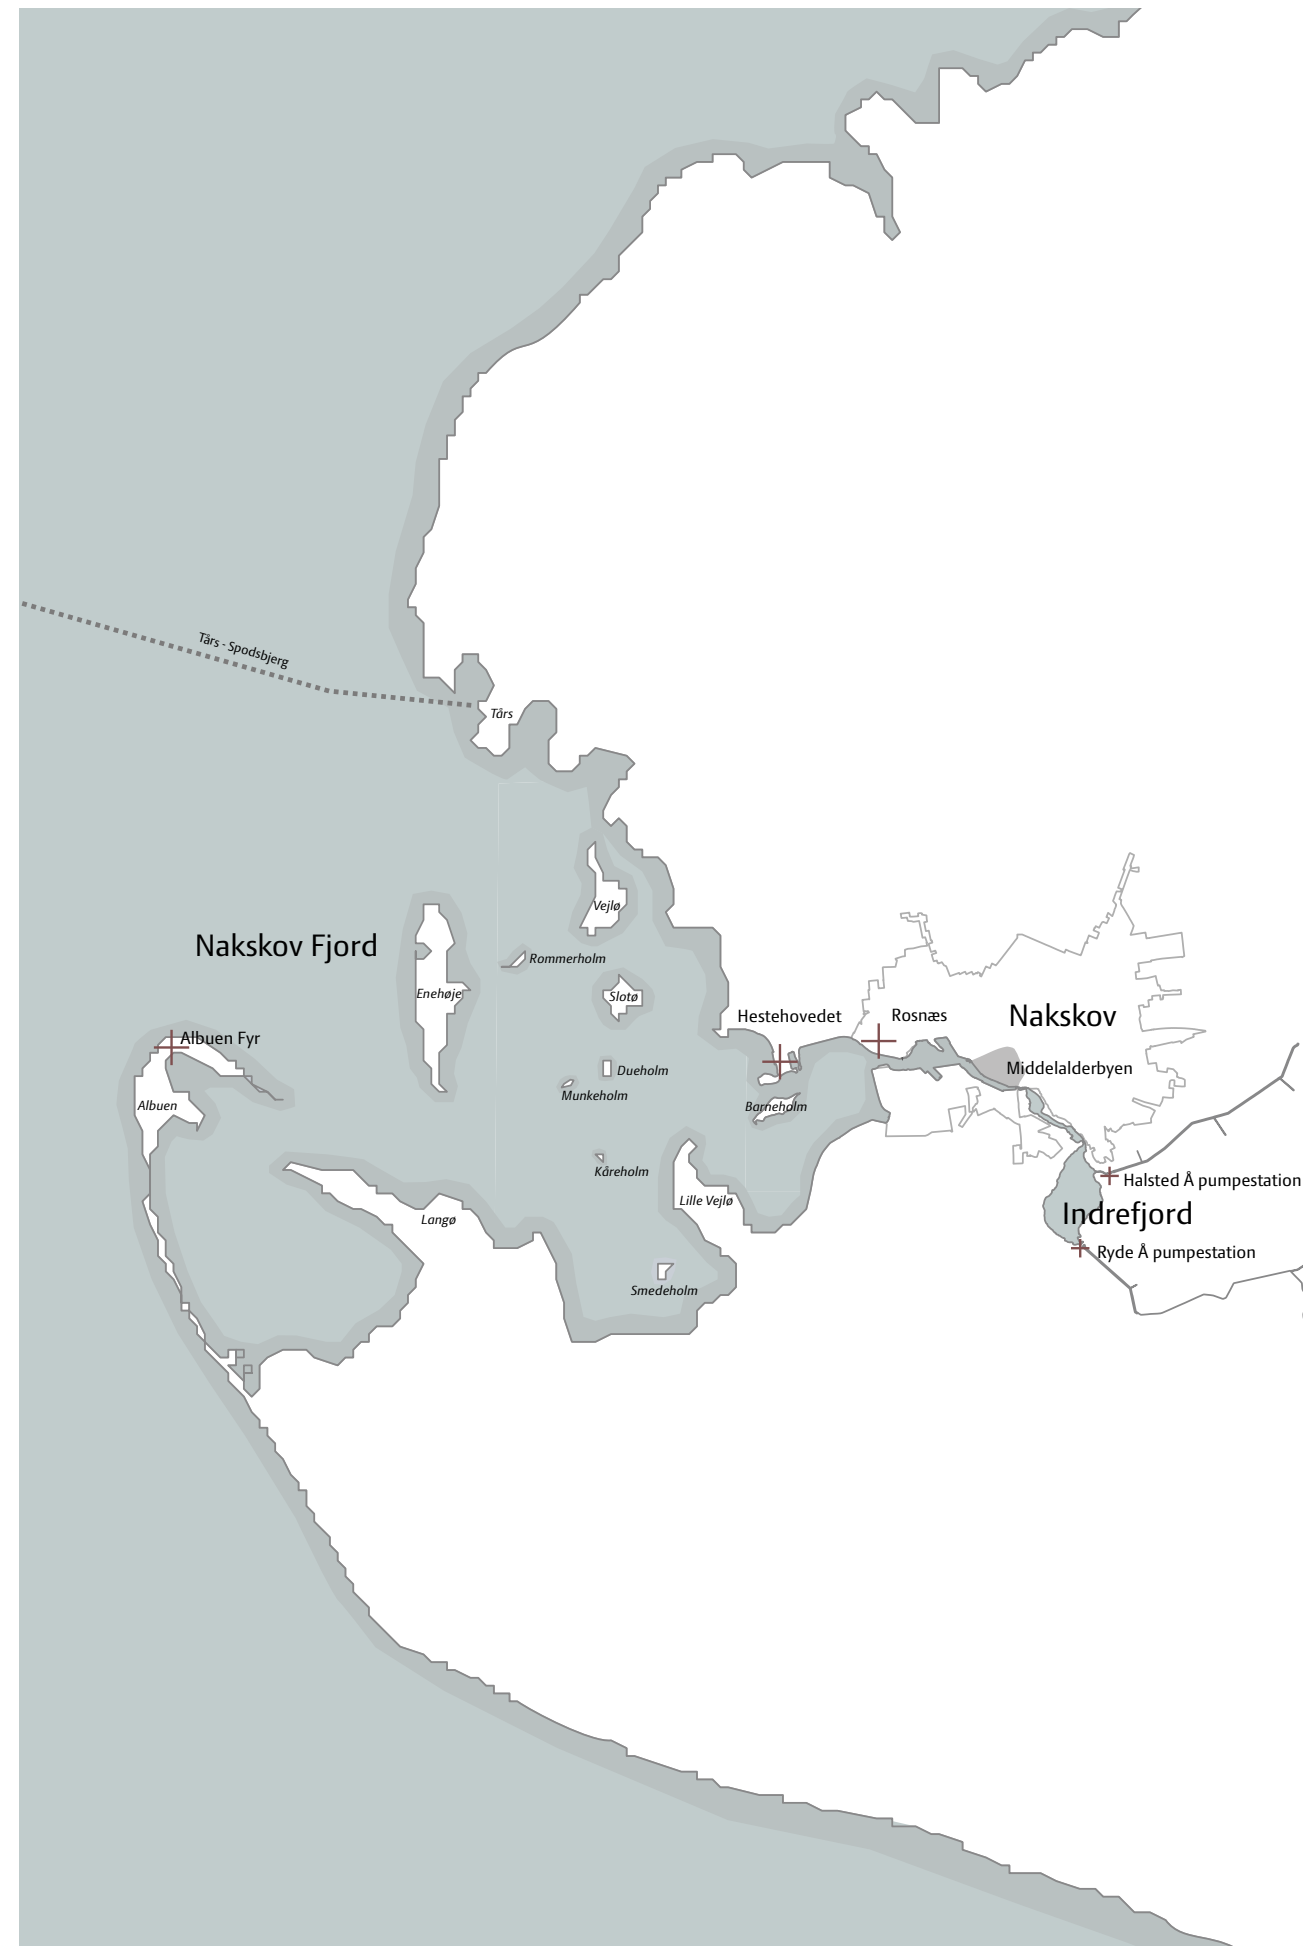 Tårs - Spodsbjerg
Tårs
Vejlø
Nakskov Fjord
Rommerholm
Enehøje
Slotø
Hestehovedet
Rosnæs
Nakskov
Albuen Fyr
Dueholm
Middelalderbyen
Munkeholm
Albuen
Barneholm
Kåreholm
Halsted Å pumpestation
Lille Vejlø
Langø
Indrefjord
Ryde Å pumpestation
Smedeholm